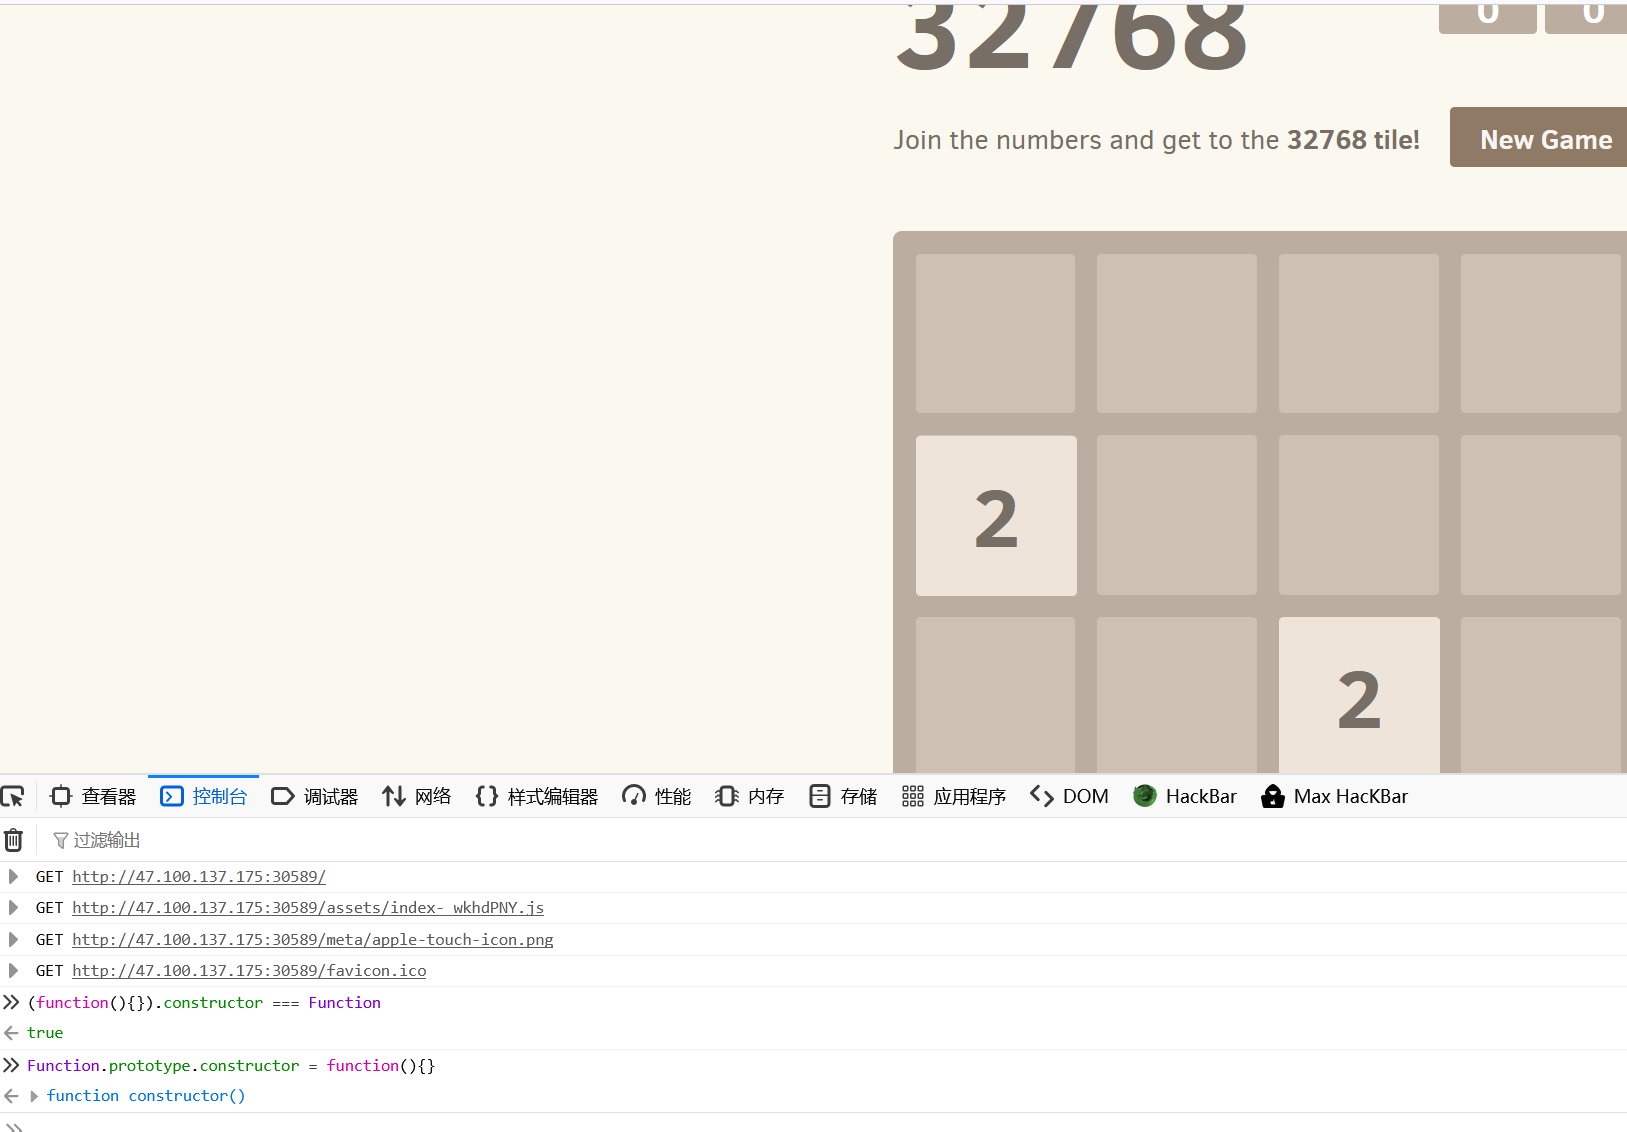 32768
0 0
Join the numbers and get to the 32768 tile! New Game
2
2
查看器 控制台 调试器 网络 样式编辑器 性能 内存 存储 应用程序 DOM HackBar Max HacKBar
过滤输出
GET http://47.100.137.175:30589/
GET http://47.100.137.175:30589/assets/index-_wkhdPNY.js
GET http://47.100.137.175:30589/meta/apple-touch-icon.png
GET http://47.100.137.175:30589/favicon.ico
(function(){}).constructor === Function
true
Function.prototype.constructor = function(){}
function constructor()